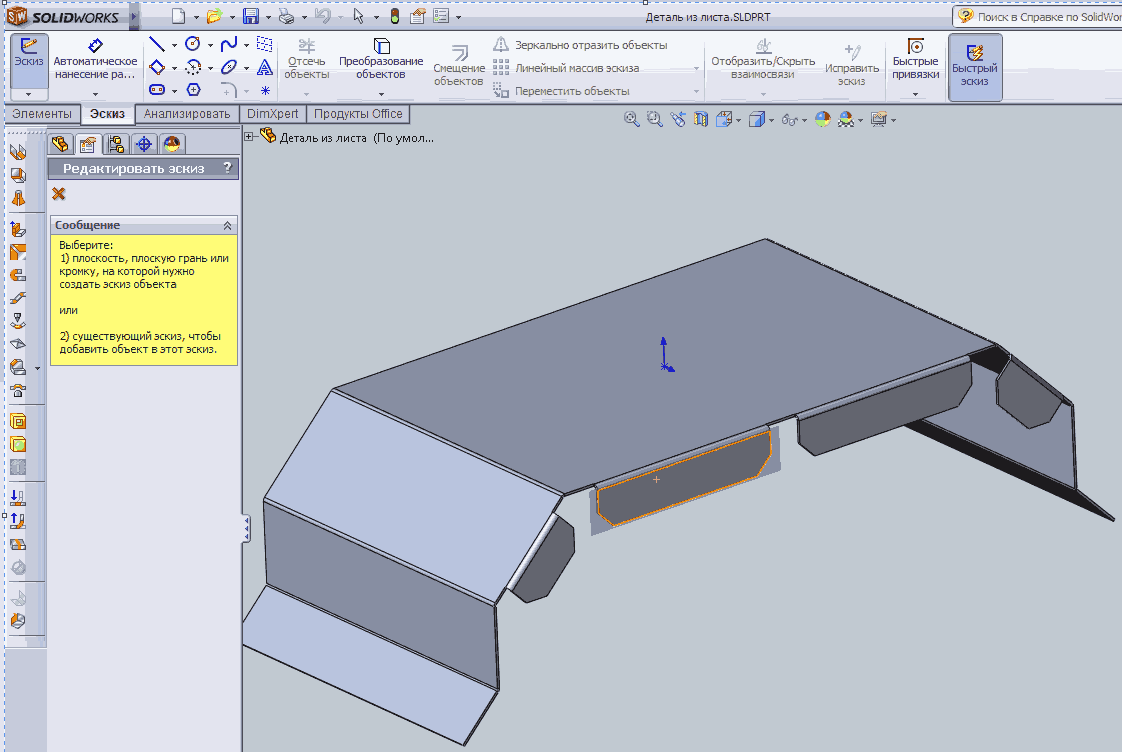 SOLIDWORKS
Деталь из листа.SLDPRT
Поиск в Справке по SolidWor
Эскиз
Автоматическое
нанесение ра...
Отсечь
объекты
Преобразование
объектов
Смещение
объектов
Зеркально отразить объекты
Линейный массив эскиза
Переместить объекты
Отобразить/Скрыть
взаимосвязи
Исправить
эскиз
Быстрые
привязки
Быстрый
эскиз
Элементы
Эскиз
Анализировать
DimXpert
Продукты Office
Деталь из листа (По умол...
Редактировать эскиз ?
Сообщение
Выберите:
1) плоскость, плоскую грань или
кромку, на которой нужно
создать эскиз объекта
или
2) существующий эскиз, чтобы
добавить объект в этот эскиз.